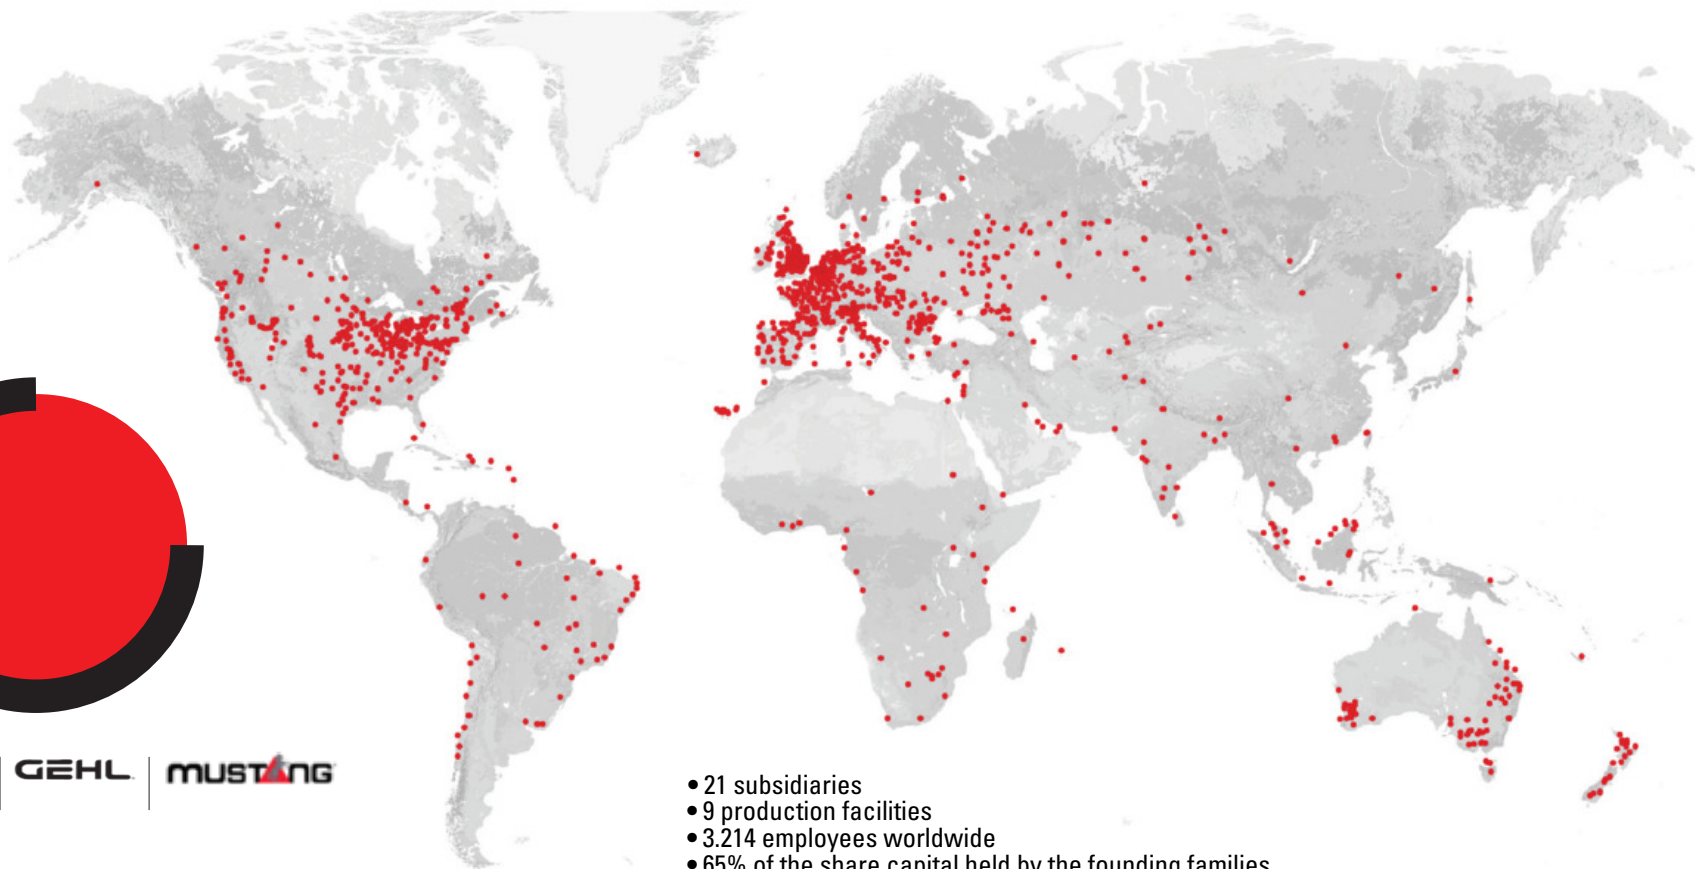 GEHL
MUSTANG
• 21 subsidiaries
• 9 production facilities
• 3.214 employees worldwide
• 65% of the share capital held by the founding families